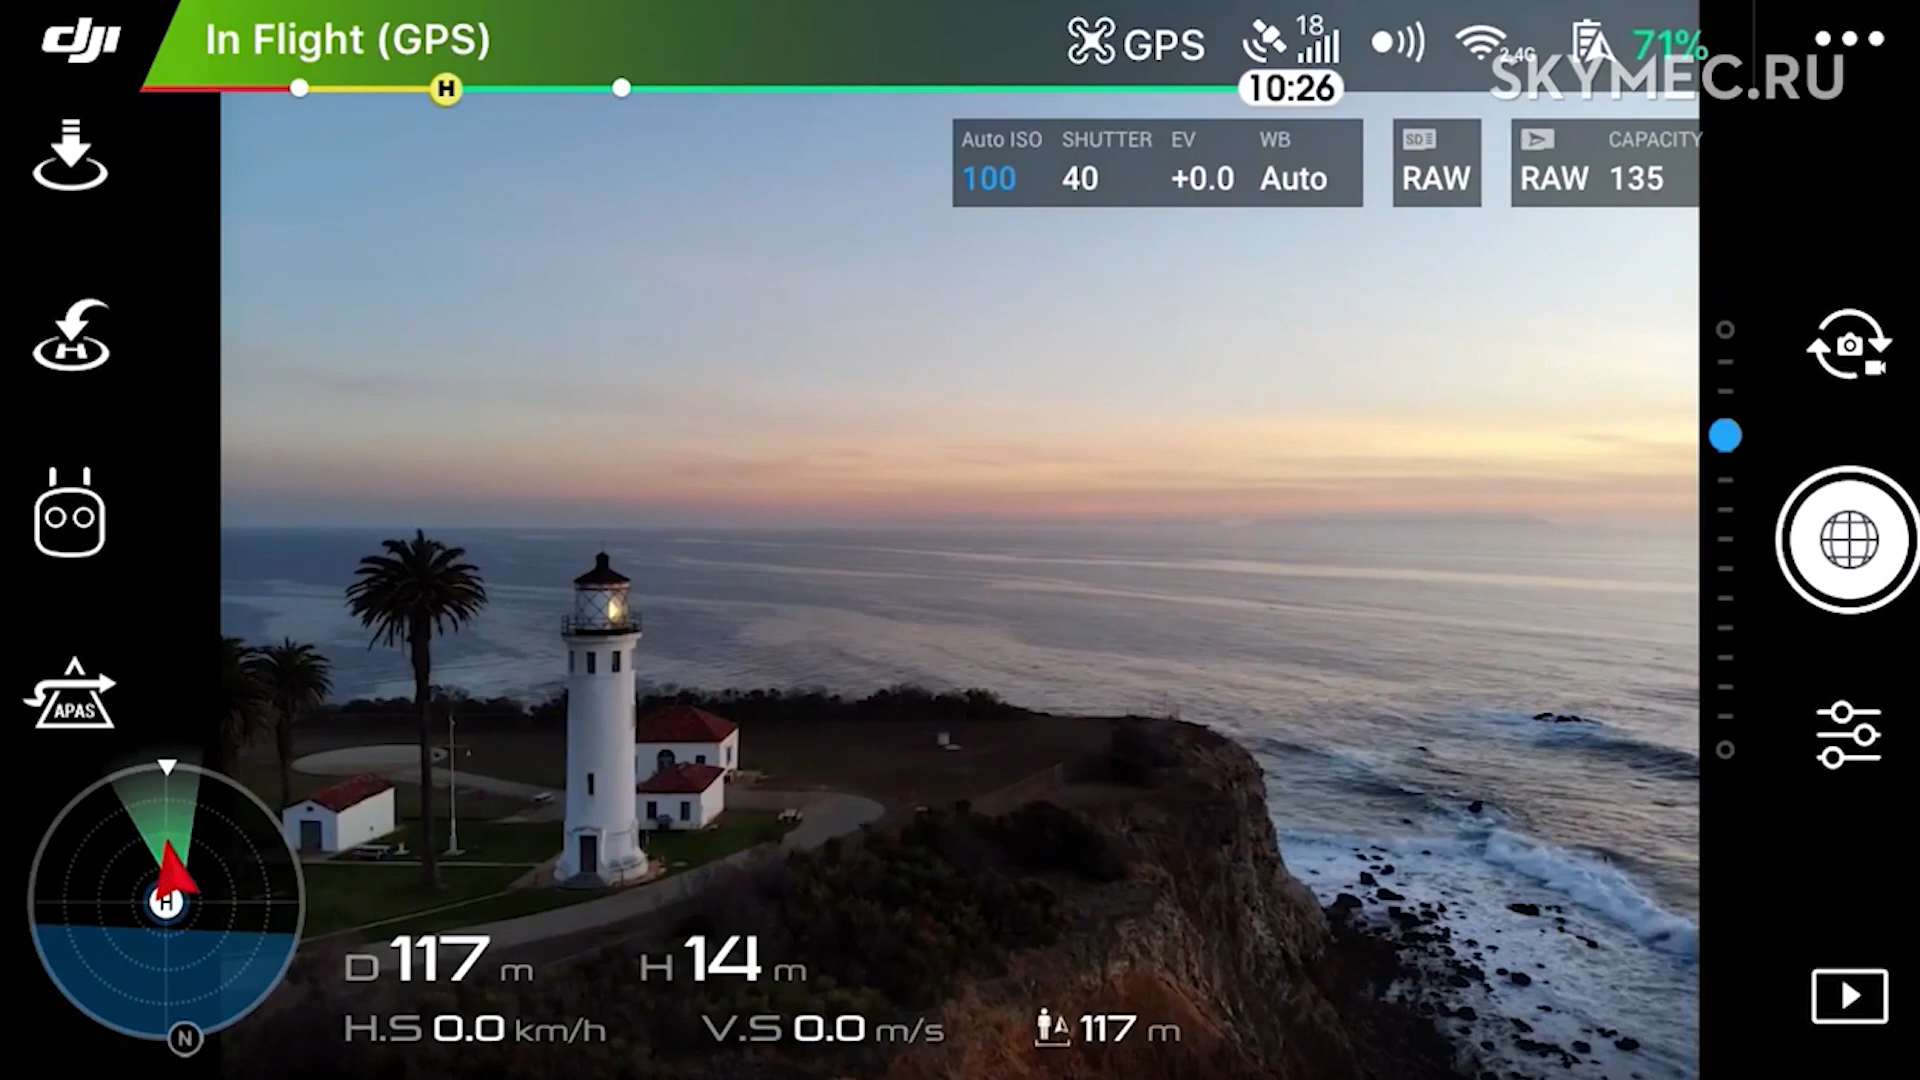 dji In Flight (GPS) GPS 18 2.4G 71%
H 10:26 SKYMEC.RU
Auto ISO SHUTTER EV WB SD CAPACITY
100 40 +0.0 Auto RAW RAW 135
H
APAS
H
D 117 m H 14 m
H.S 0.0 km/h V.S 0.0 m/s 117 m
N